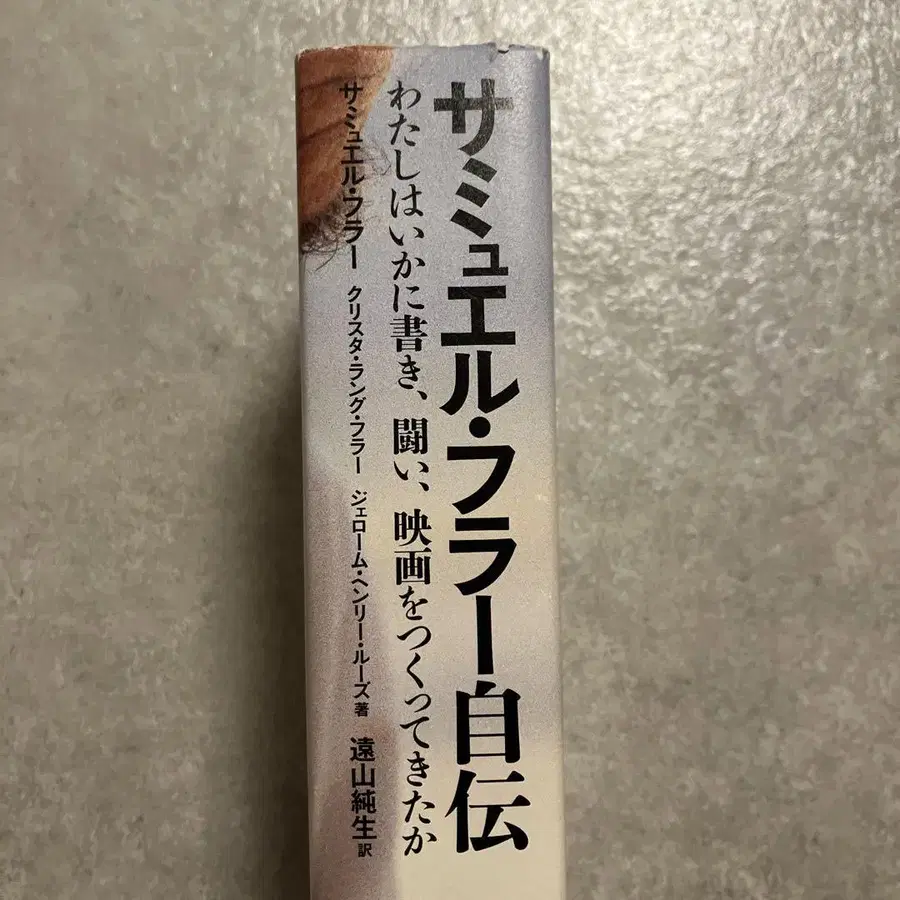 サミュエル・フラー自伝
わたしはいかに書き、闘い、映画をつくってきたか
サミュエル・フラー クリスタ・ラング・フラー ジェローム・ヘンリー・ルーズ 著 遠山純生 訳